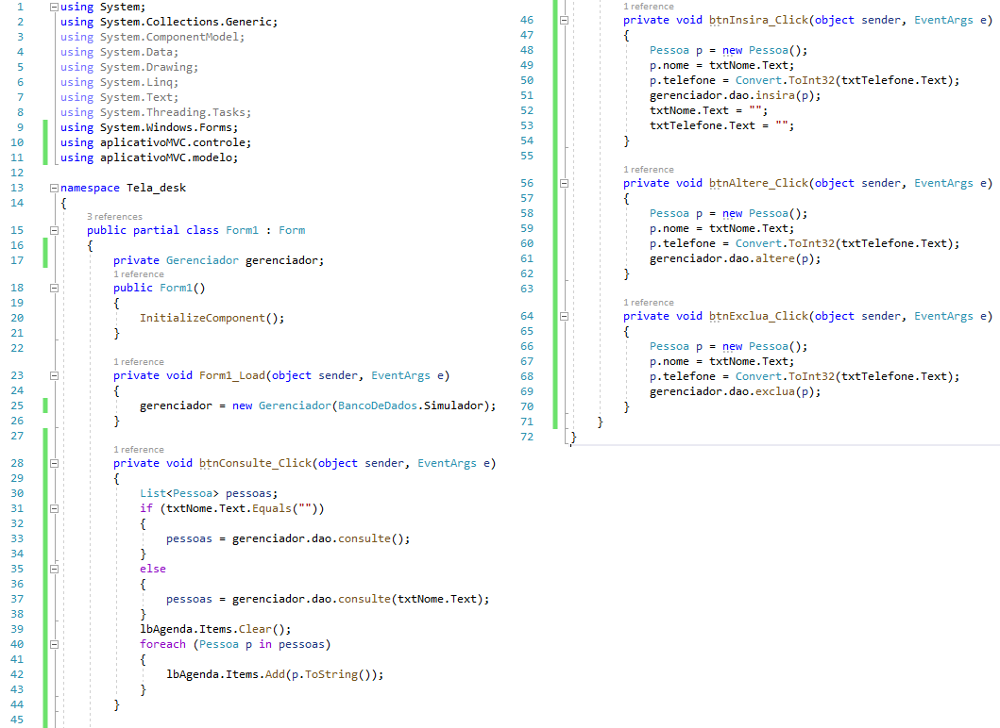 1 using System;
2 using System.Collections.Generic;
3 using System.ComponentModel;
4 using System.Data;
5 using System.Drawing;
6 using System.Linq;
7 using System.Text;
8 using System.Threading.Tasks;
9 using System.Windows.Forms;
10 using aplicativoMVC.controle;
11 using aplicativoMVC.modelo;
12
13 namespace Tela_desk
14 {
3 references
15 public partial class Form1 : Form
16 {
17 private Gerenciador gerenciador;
1 reference
18 public Form1()
19 {
20 InitializeComponent();
21 }
22
1 reference
23 private void Form1_Load(object sender, EventArgs e)
24 {
25 gerenciador = new Gerenciador(BancoDeDados.Simulador);
26 }
27
1 reference
28 private void btnConsulte_Click(object sender, EventArgs e)
29 {
30 List<Pessoa> pessoas;
31 if (txtNome.Text.Equals(""))
32 {
33 pessoas = gerenciador.dao.consulte();
34 }
35 else
36 {
37 pessoas = gerenciador.dao.consulte(txtNome.Text);
38 }
39 lbAgenda.Items.Clear();
40 foreach (Pessoa p in pessoas)
41 {
42 lbAgenda.Items.Add(p.ToString());
43 }
44 }
45
1 reference
46 private void btnInsira_Click(object sender, EventArgs e)
47 {
48 Pessoa p = new Pessoa();
49 p.nome = txtNome.Text;
50 p.telefone = Convert.ToInt32(txtTelefone.Text);
51 gerenciador.dao.insira(p);
52 txtNome.Text = "";
53 txtTelefone.Text = "";
54 }
55
1 reference
56 private void btnAltere_Click(object sender, EventArgs e)
57 {
58 Pessoa p = new Pessoa();
59 p.nome = txtNome.Text;
60 p.telefone = Convert.ToInt32(txtTelefone.Text);
61 gerenciador.dao.altere(p);
62 }
63
1 reference
64 private void btnExclua_Click(object sender, EventArgs e)
65 {
66 Pessoa p = new Pessoa();
67 p.nome = txtNome.Text;
68 p.telefone = Convert.ToInt32(txtTelefone.Text);
69 gerenciador.dao.exclua(p);
70 }
71 }
72 }